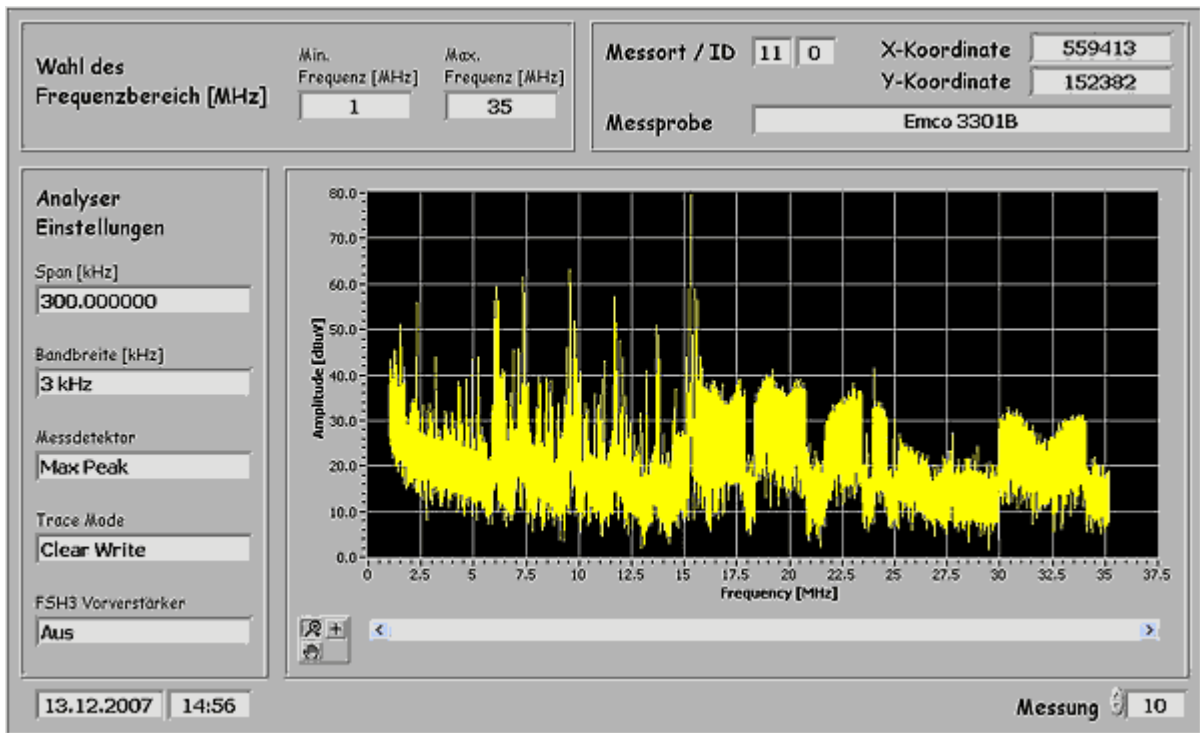 Wahl des
Frequenzbereich [MHz]
Min.
Frequenz [MHz]
1
Max.
Frequenz [MHz]
35
Messort / ID 11 0
X-Koordinate 559413
Y-Koordinate 152382
Messprobe Emco 3301B
Analyser
Einstellungen
Span [kHz]
300.000000
Bandbreite [kHz]
3 kHz
Messdetektor
Max Peak
Trace Mode
Clear Write
FSH3 Vorverstärker
Aus
Amplitude [dBuV]
80.0
70.0
60.0
50.0
40.0
30.0
20.0
10.0
0.0
0 2.5 5 7.5 10 12.5 15 17.5 20 22.5 25 27.5 30 32.5 35 37.5
Frequency [MHz]
13.12.2007 14:56
Messung 10